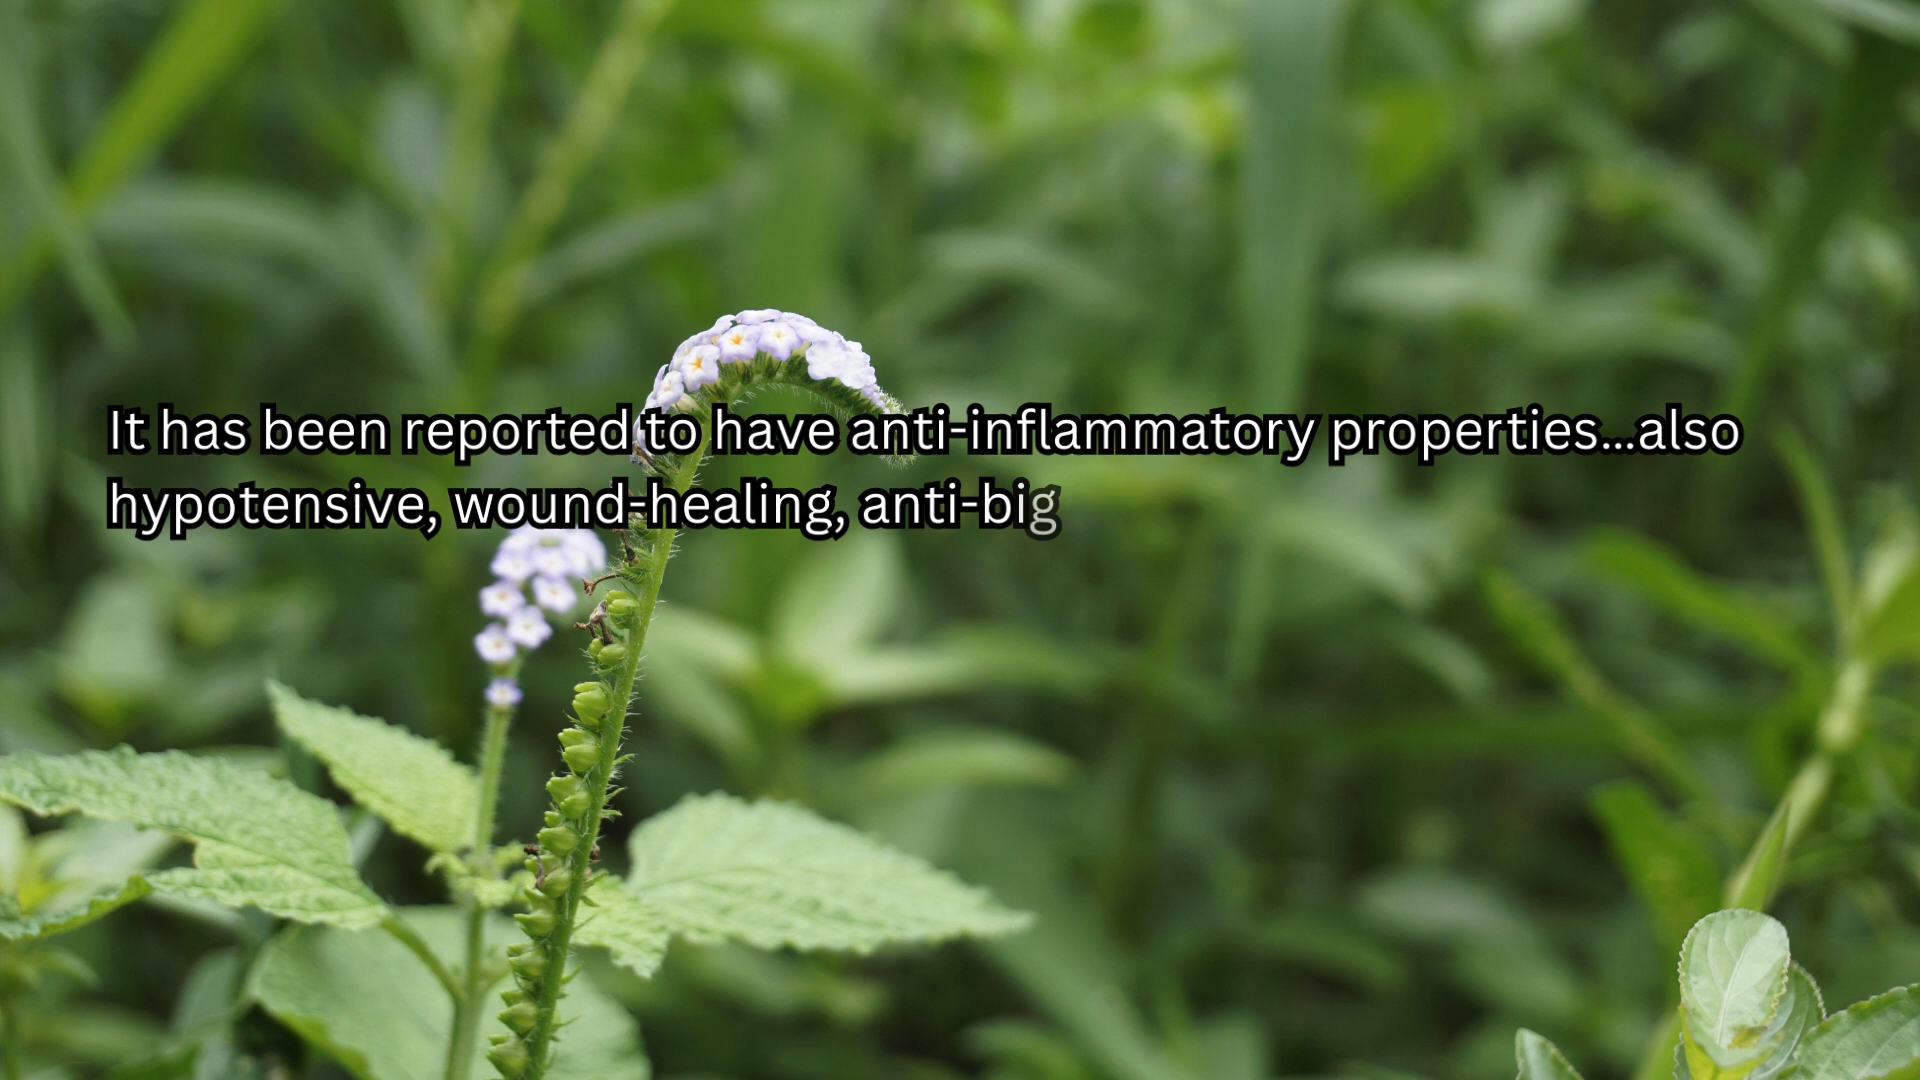 It has been reported to have anti-inflammatory properties...also
hypotensive, wound-healing, anti-big